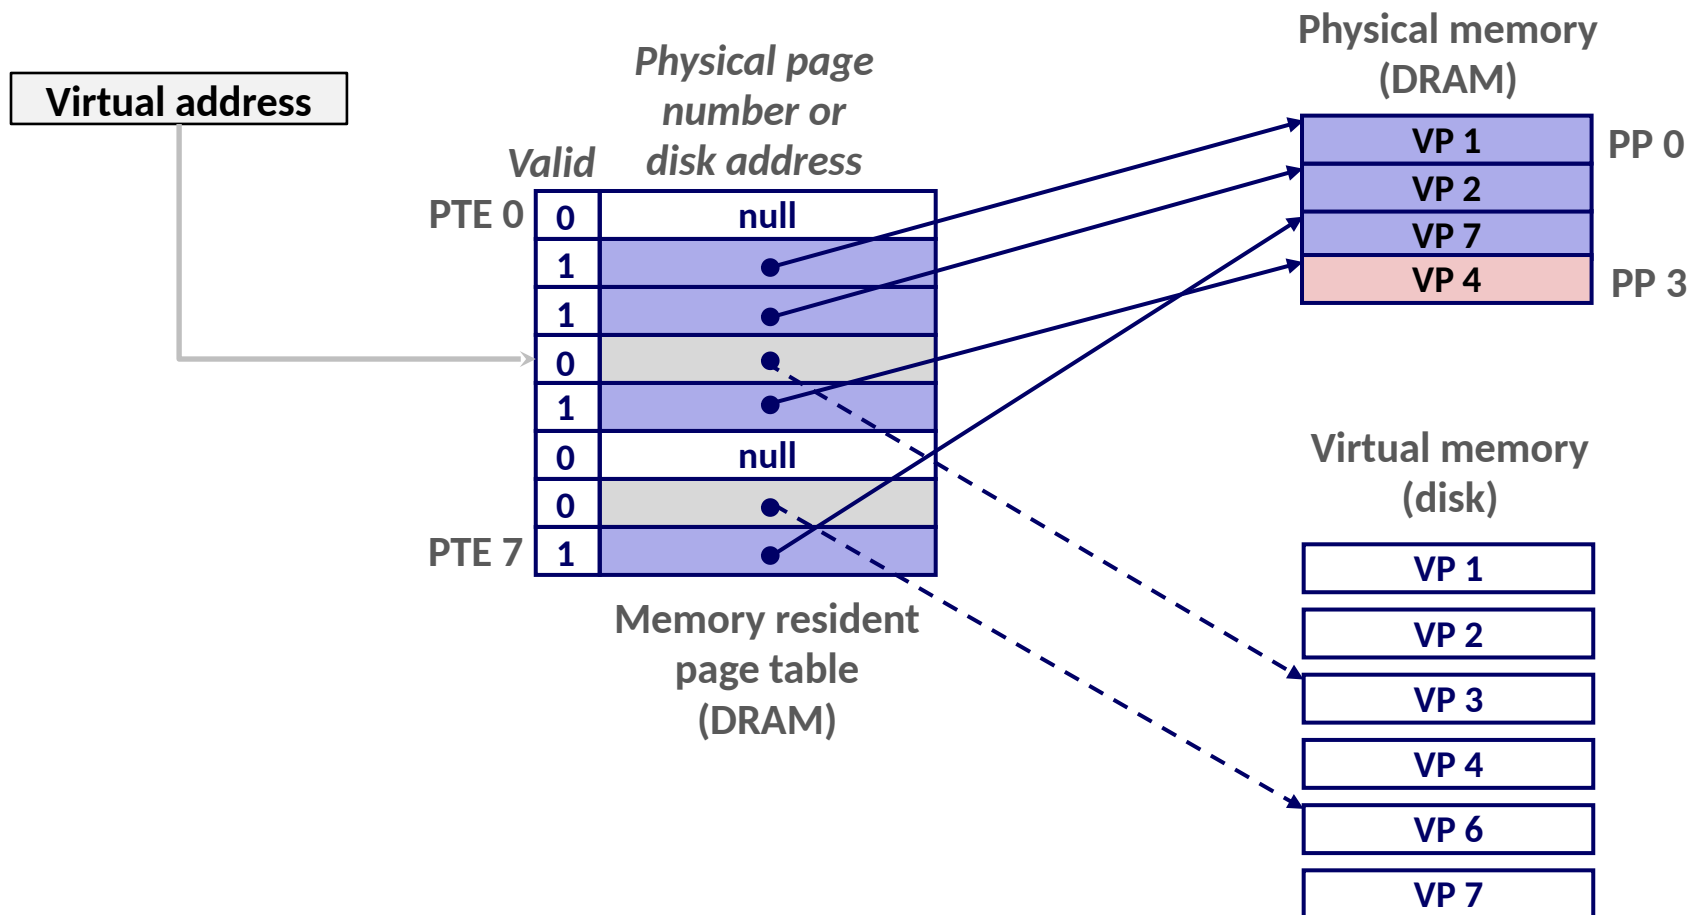 Physical memory
(DRAM)
Physical page
number or
disk address
Virtual address
Valid
VP 1
PP 0
VP 2
VP 7
VP 4
PP 3
PTE 0
0
null
1
1
0
1
0
null
0
PTE 7
1
Memory resident
page table
(DRAM)
Virtual memory
(disk)
VP 1
VP 2
VP 3
VP 4
VP 6
VP 7